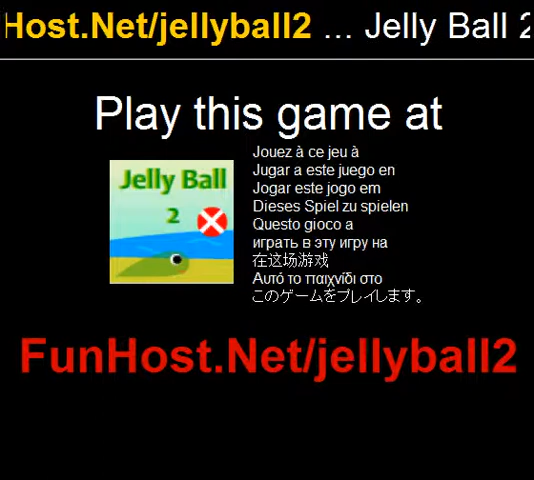 Host.Net/jellyball2 ... Jelly Ball 2
Play this game at
Jelly Ball
2
Jouez à ce jeu à
Jugar a este juego en
Jogar este jogo em
Dieses Spiel zu spielen
Questo gioco a
играть в эту игру на
在这场游戏
Αυτό το παιχνίδι στο
このゲームをプレイします。
FunHost.Net/jellyball2